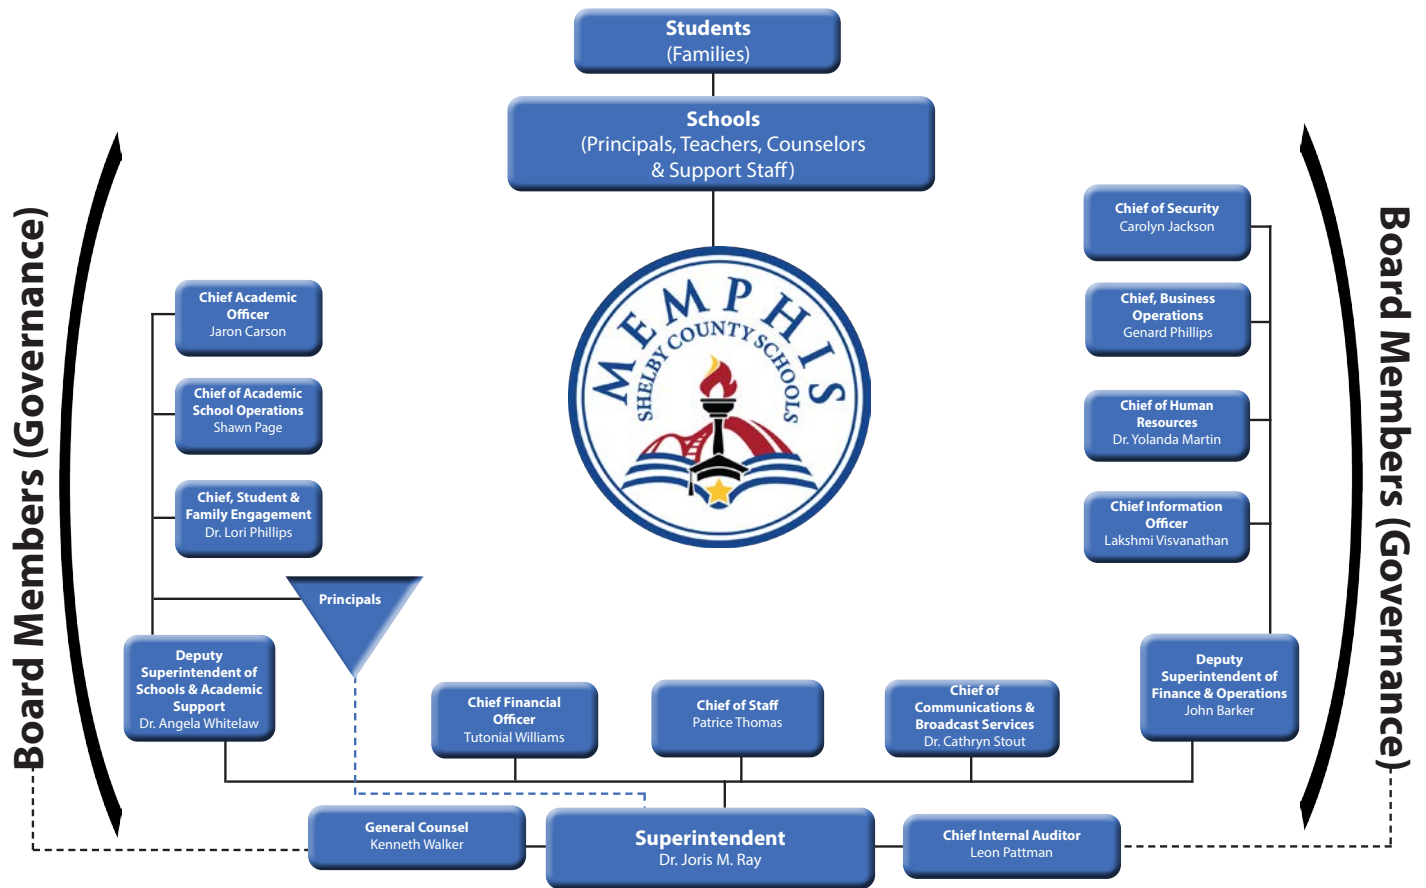 Students
(Families)
Schools
(Principals, Teachers, Counselors
& Support Staff)
Board Members (Governance)
Board Members (Governance)
MEMPHIS
SHELBY COUNTY SCHOOLS
Chief Academic
Officer
Jaron Carson
Chief of Academic
School Operations
Shawn Page
Chief, Student &
Family Engagement
Dr. Lori Phillips
Principals
Deputy
Superintendent of
Schools & Academic
Support
Dr. Angela Whitelaw
Chief of Security
Carolyn Jackson
Chief, Business
Operations
Genard Phillips
Chief of Human
Resources
Dr. Yolanda Martin
Chief Information
Officer
Lakshmi Visvanathan
Deputy
Superintendent of
Finance & Operations
John Barker
Chief Financial
Officer
Tutonial Williams
Chief of Staff
Patrice Thomas
Chief of
Communications &
Broadcast Services
Dr. Cathryn Stout
General Counsel
Kenneth Walker
Superintendent
Dr. Joris M. Ray
Chief Internal Auditor
Leon Pattman